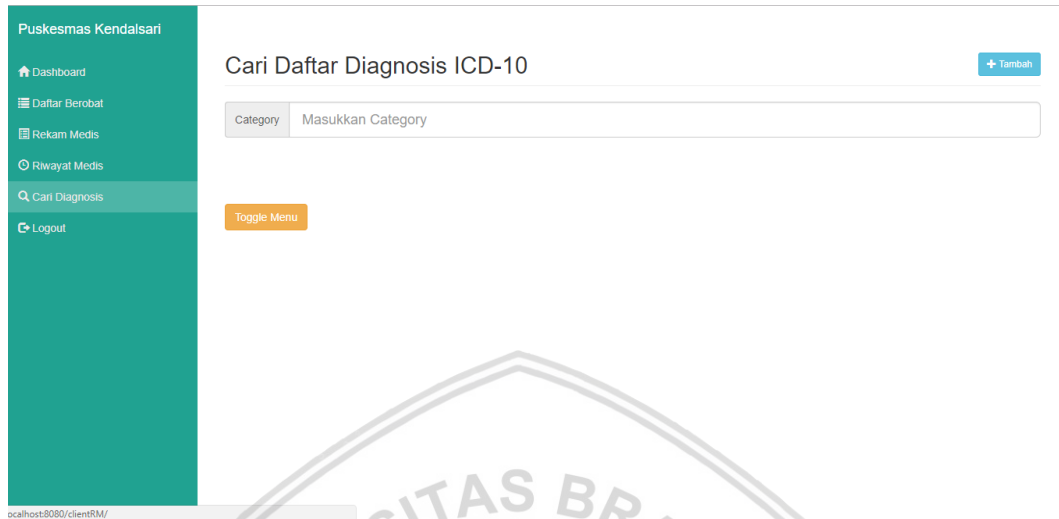 Puskesmas Kendalsari
Dashboard
Daftar Berobat
Rekam Medis
Riwayat Medis
Cari Diagnosis
Logout
Cari Daftar Diagnosis ICD-10
+ Tambah
Category Masukkan Category
Toggle Menu
ITAS BRA
ocalhost:8080/clientRM/